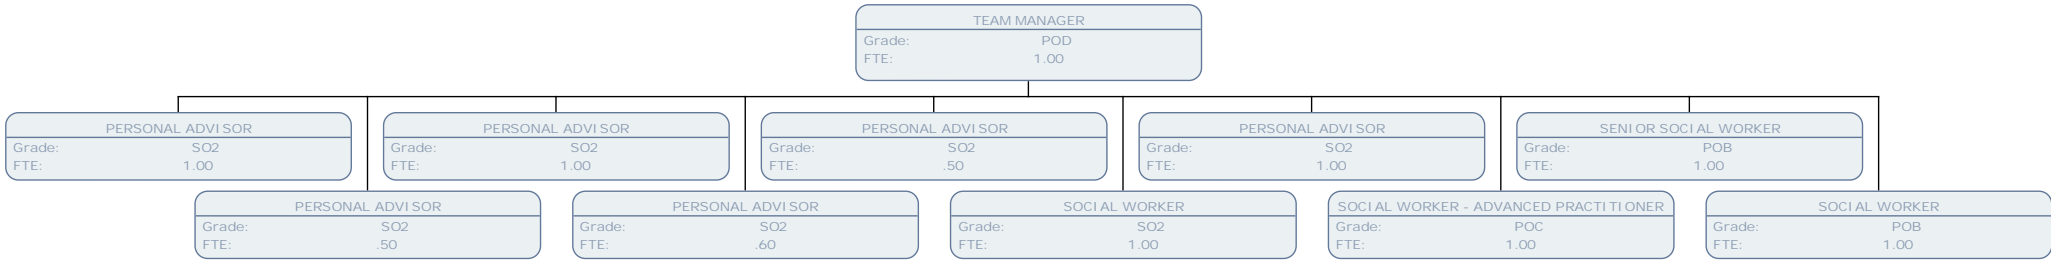 TEAM MANAGER
Grade: POD
FTE: 1.00
PERSONAL ADVISOR
Grade: SO2
FTE: 1.00
PERSONAL ADVISOR
Grade: SO2
FTE: 1.00
PERSONAL ADVISOR
Grade: SO2
FTE: .50
PERSONAL ADVISOR
Grade: SO2
FTE: 1.00
SENIOR SOCIAL WORKER
Grade: POB
FTE: 1.00
PERSONAL ADVISOR
Grade: SO2
FTE: .50
PERSONAL ADVISOR
Grade: SO2
FTE: .60
SOCIAL WORKER
Grade: SO2
FTE: 1.00
SOCIAL WORKER - ADVANCED PRACTITIONER
Grade: POC
FTE: 1.00
SOCIAL WORKER
Grade: POB
FTE: 1.00